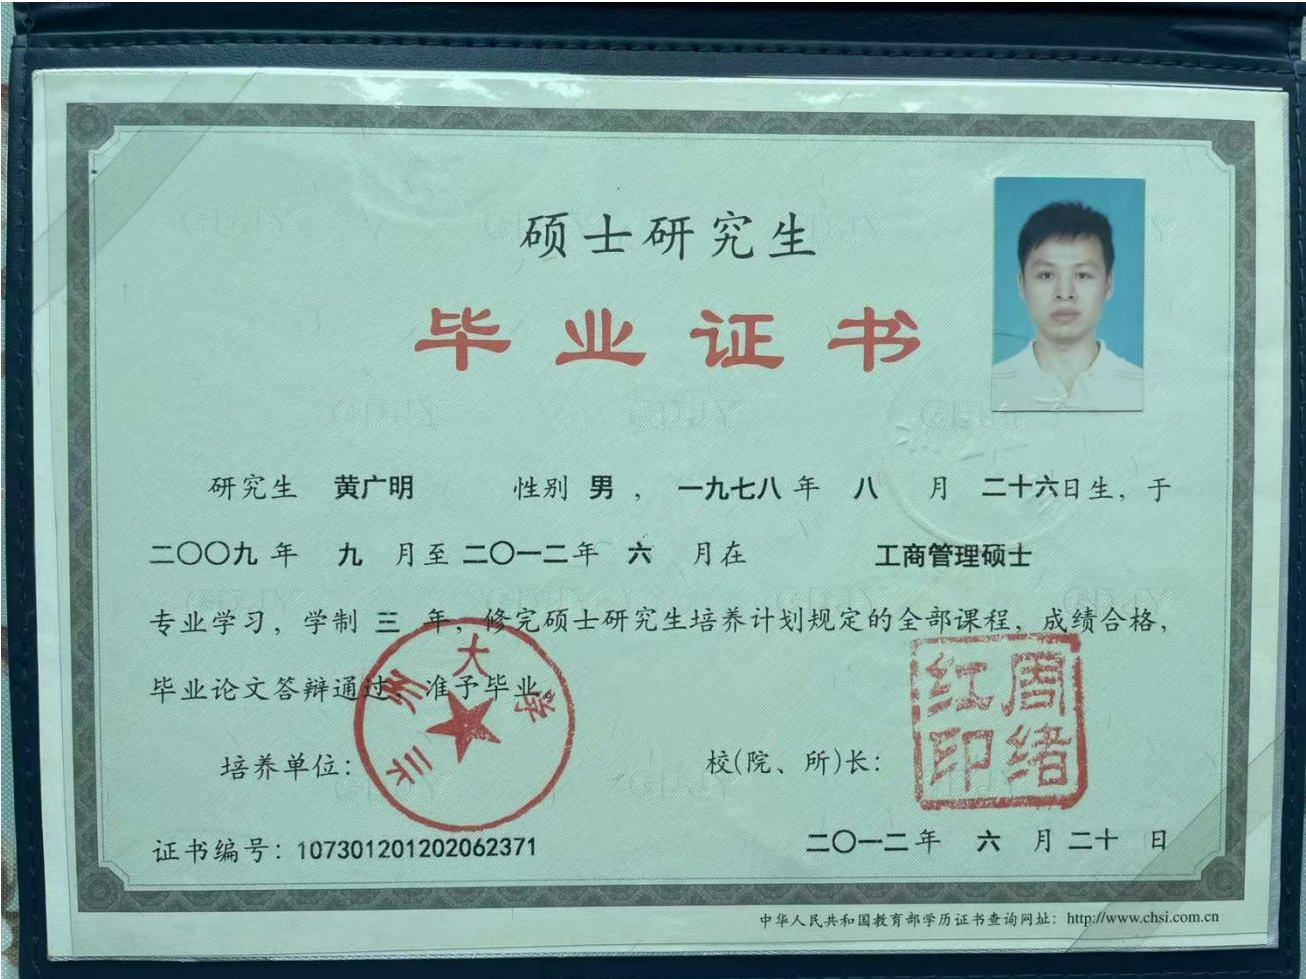 硕士研究生
毕业证书
研究生 黄广明 性别 男 ， 一九七八 年 八 月 二十六日生，于
二〇〇九 年 九 月至 二〇一二年 六 月在 工商管理硕士
专业学习，学制 三 年，修完硕士研究生培养计划规定的全部课程，成绩合格，
毕业论文答辩通过，准予毕业。
培养单位：
兰州大学
校(院、所)长：
周绪红印
证书编号：107301201202062371
二〇一二年 六 月 二十 日
中华人民共和国教育部学历证书查询网址：http://www.chsi.com.cn